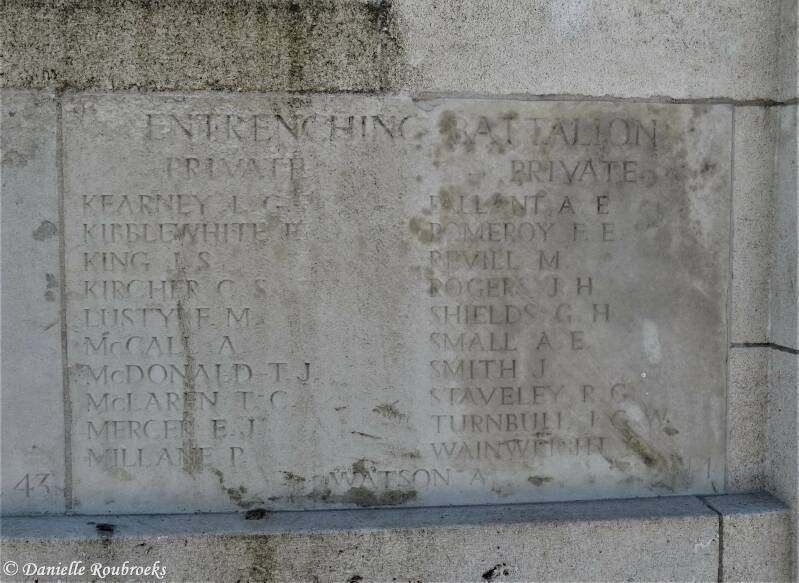 ENTRENCHING BATTALION
PRIVATE
KEARNEY L. G.
KIBBLEWHITE
KING J. S.
KIRCHER C. S.
LUSTY F. M.
McCALL A.
McDONALD T. J.
McLAREN T. C.
MERCER E. J.
MILLANE P.
PRIVATE
PALLANT A. E.
POMEROY E. E.
REVILL M.
ROGERS J. H.
SHIELDS G. H.
SMALL A. E.
SMITH J.
STAVELEY R. G.
TURNBULL J. G. W.
WAINWRIGHT
WATSON A.
43
© Danielle Roubroeks